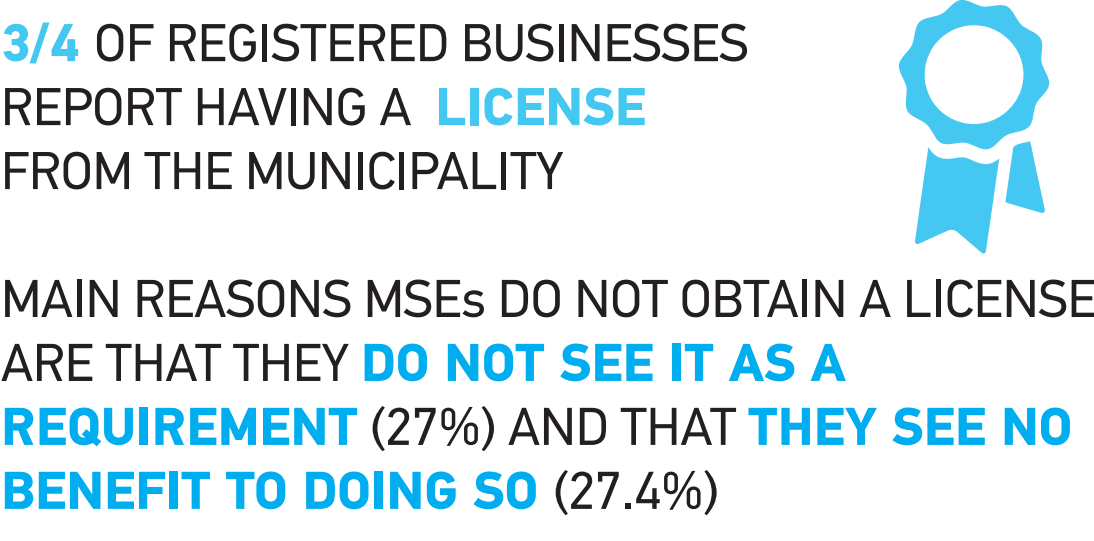 3/4 OF REGISTERED BUSINESSES
REPORT HAVING A LICENSE
FROM THE MUNICIPALITY
MAIN REASONS MSEs DO NOT OBTAIN A LICENSE
ARE THAT THEY DO NOT SEE IT AS A
REQUIREMENT (27%) AND THAT THEY SEE NO
BENEFIT TO DOING SO (27.4%)